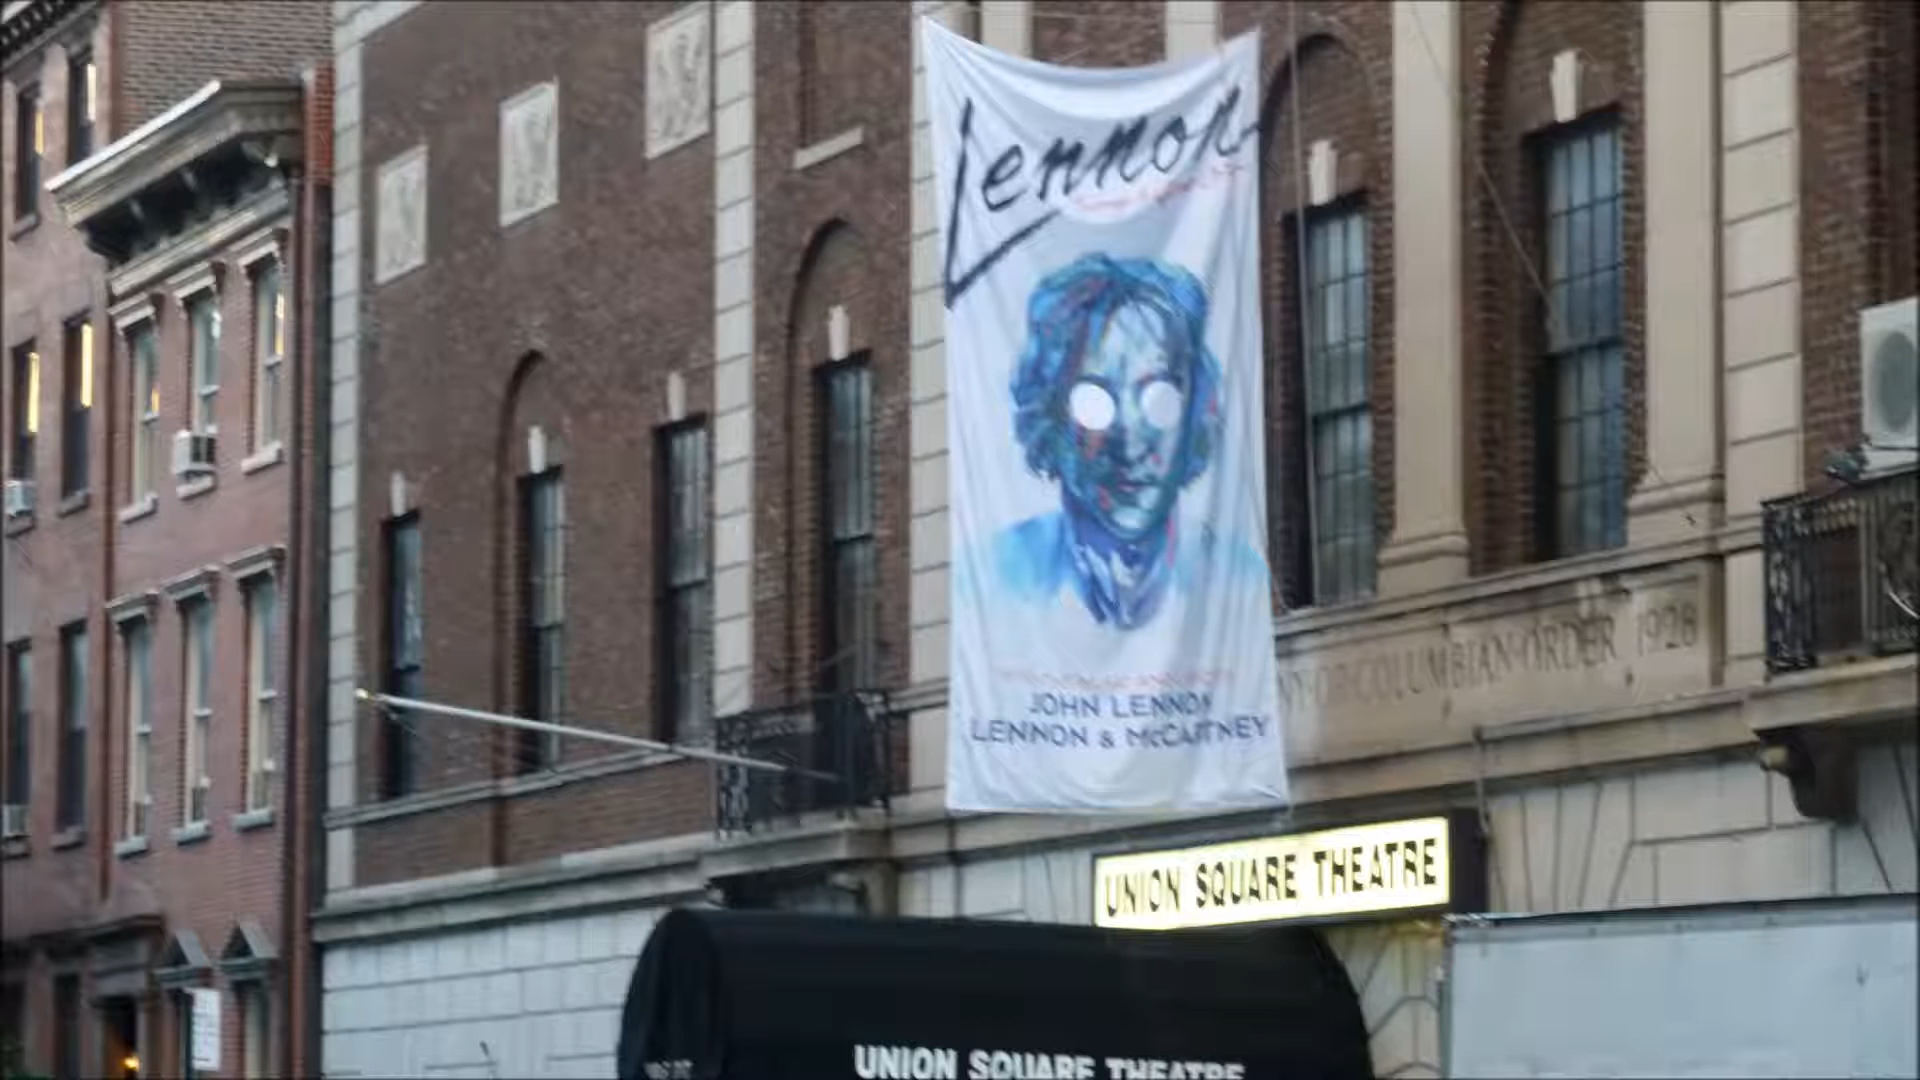 Lennon
JOHN LENNON
LENNON & McCARTNEY
COLUMBIAN ORDER 1928
UNION SQUARE THEATRE
UNION SQUARE THEATRE